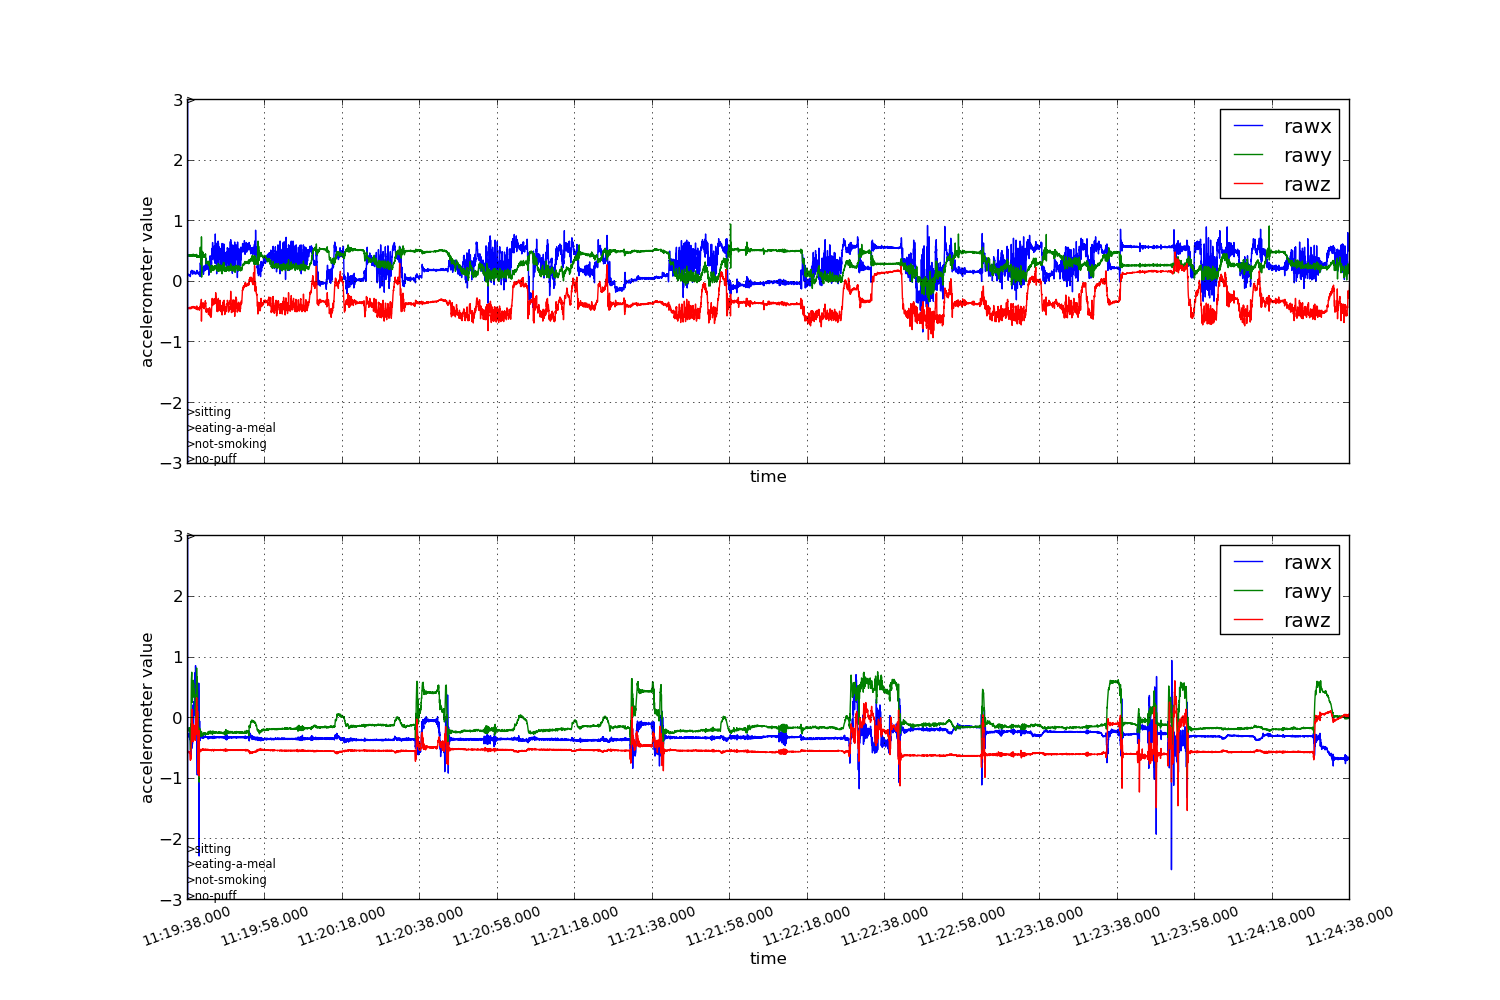 3
>
2
1
0
−1
−2
−3
accelerometer value
rawx
rawy
rawz
>sitting
>eating-a-meal
>not-smoking
>no-puff
time
3
>
2
1
0
−1
−2
−3
accelerometer value
rawx
rawy
rawz
>sitting
>eating-a-meal
>not-smoking
>no-puff
11:19:38.000
11:19:58.000
11:20:18.000
11:20:38.000
11:20:58.000
11:21:18.000
11:21:38.000
11:21:58.000
11:22:18.000
11:22:38.000
11:22:58.000
11:23:18.000
11:23:38.000
11:23:58.000
11:24:18.000
11:24:38.000
time